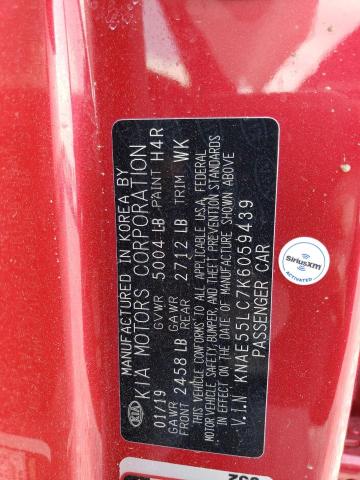 MANUFACTURED IN KOREA BY
KIA MOTORS CORPORATION
01/19 GVWR 5004 LB PAINT H4R
GAWR FRONT 2458 LB GAWR REAR 2712 LB TRIM WK
THIS VEHICLE CONFORMS TO ALL APPLICABLE U.S.A. FEDERAL
MOTOR VEHICLE SAFETY, BUMPER, AND THEFT PREVENTION STANDARDS
IN EFFECT ON THE DATE OF MANUFACTURE SHOWN ABOVE
V.I.N KNAE55LC7K6059439
PASSENGER CAR
KIA
ACTIVATED
SiriusXM